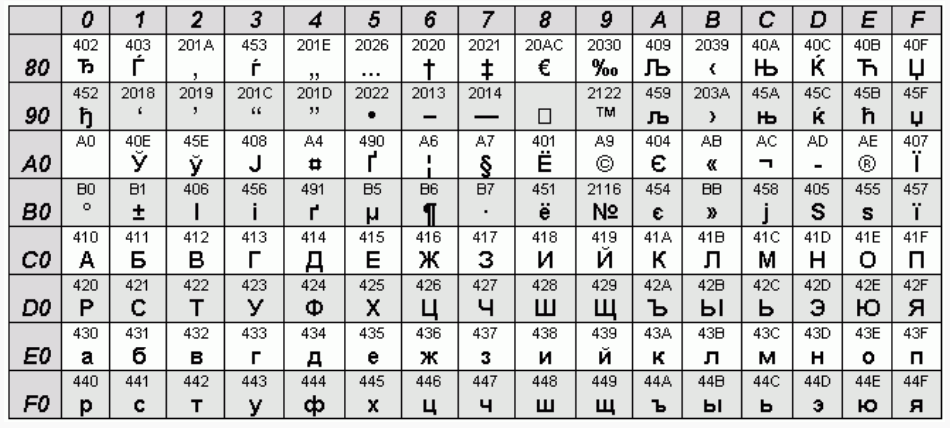 0 1 2 3 4 5 6 7 8 9 A B C D E F
402 403 201A 453 201E 2026 2020 2021 20AC 2030 409 2039 40A 40C 40B 40F
80 Ђ Ѓ ‚ ѓ „ … † ‡ € ‰ Љ ‹ Њ Ќ Ћ Џ
452 2018 2019 201C 201D 2022 2013 2014 2122 459 203A 45A 45C 45B 45F
90 ђ ‘ ’ “ ” • – — □ ™ љ › њ ќ ћ џ
A0 40E 45E 408 A4 490 A6 A7 401 A9 404 AB AC AD AE 407
A0 Ў ў Ј ¤ Ґ ¦ § Ё © Є « ¬ - ® Ї
B0 B1 406 456 491 B5 B6 B7 451 2116 454 BB 458 405 455 457
B0 ° ± І і ґ µ ¶ · ё № є » ј Ѕ ѕ ї
410 411 412 413 414 415 416 417 418 419 41A 41B 41C 41D 41E 41F
C0 А Б В Г Д Е Ж З И Й К Л М Н О П
420 421 422 423 424 425 426 427 428 429 42A 42B 42C 42D 42E 42F
D0 Р С Т У Ф Х Ц Ч Ш Щ Ъ Ы Ь Э Ю Я
430 431 432 433 434 435 436 437 438 439 43A 43B 43C 43D 43E 43F
E0 а б в г д е ж з и й к л м н о п
440 441 442 443 444 445 446 447 448 449 44A 44B 44C 44D 44E 44F
F0 р с т у ф х ц ч ш щ ъ ы ь э ю я